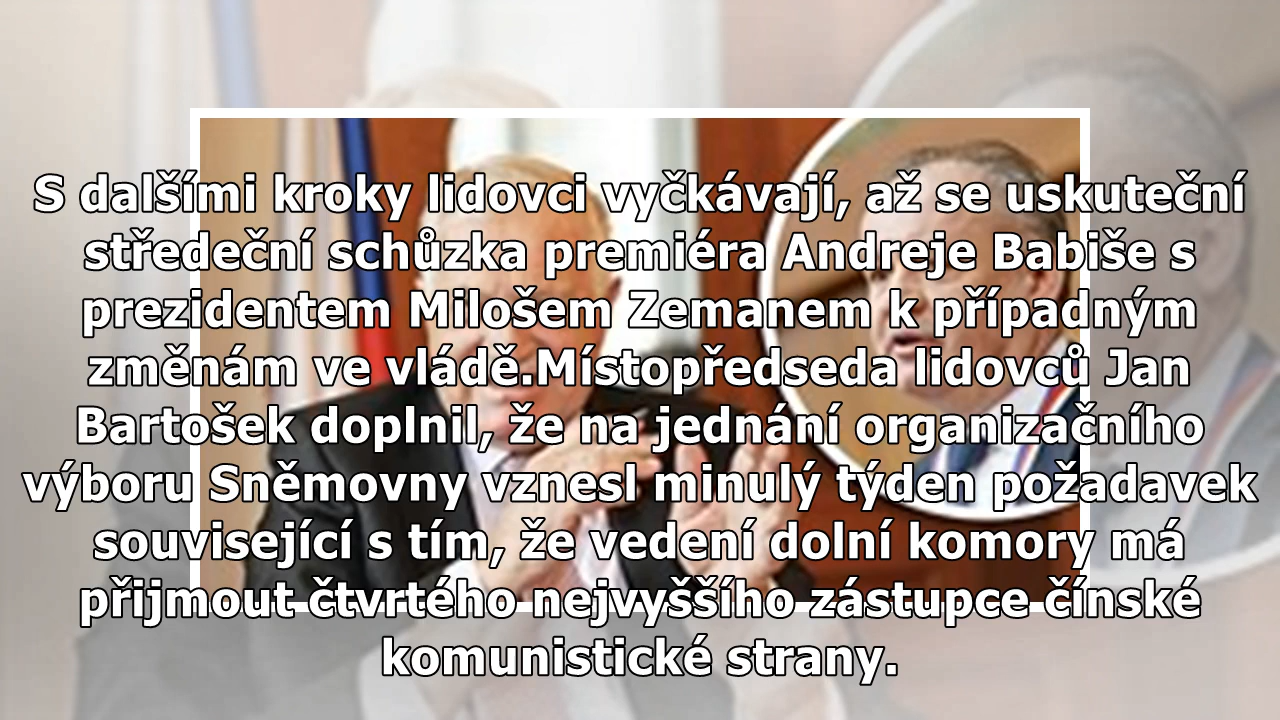 S dalšími kroky lidovci vyčkávají, až se uskuteční
středeční schůzka premiéra Andreje Babiše s
prezidentem Milošem Zemanem k případným
změnám ve vládě.Místopředseda lidovců Jan
Bartošek doplnil, že na jednání organizačního
výboru Sněmovny vznesl minulý týden požadavek
související s tím, že vedení dolní komory má
přijmout čtvrtého nejvyššího zástupce čínské
komunistické strany.